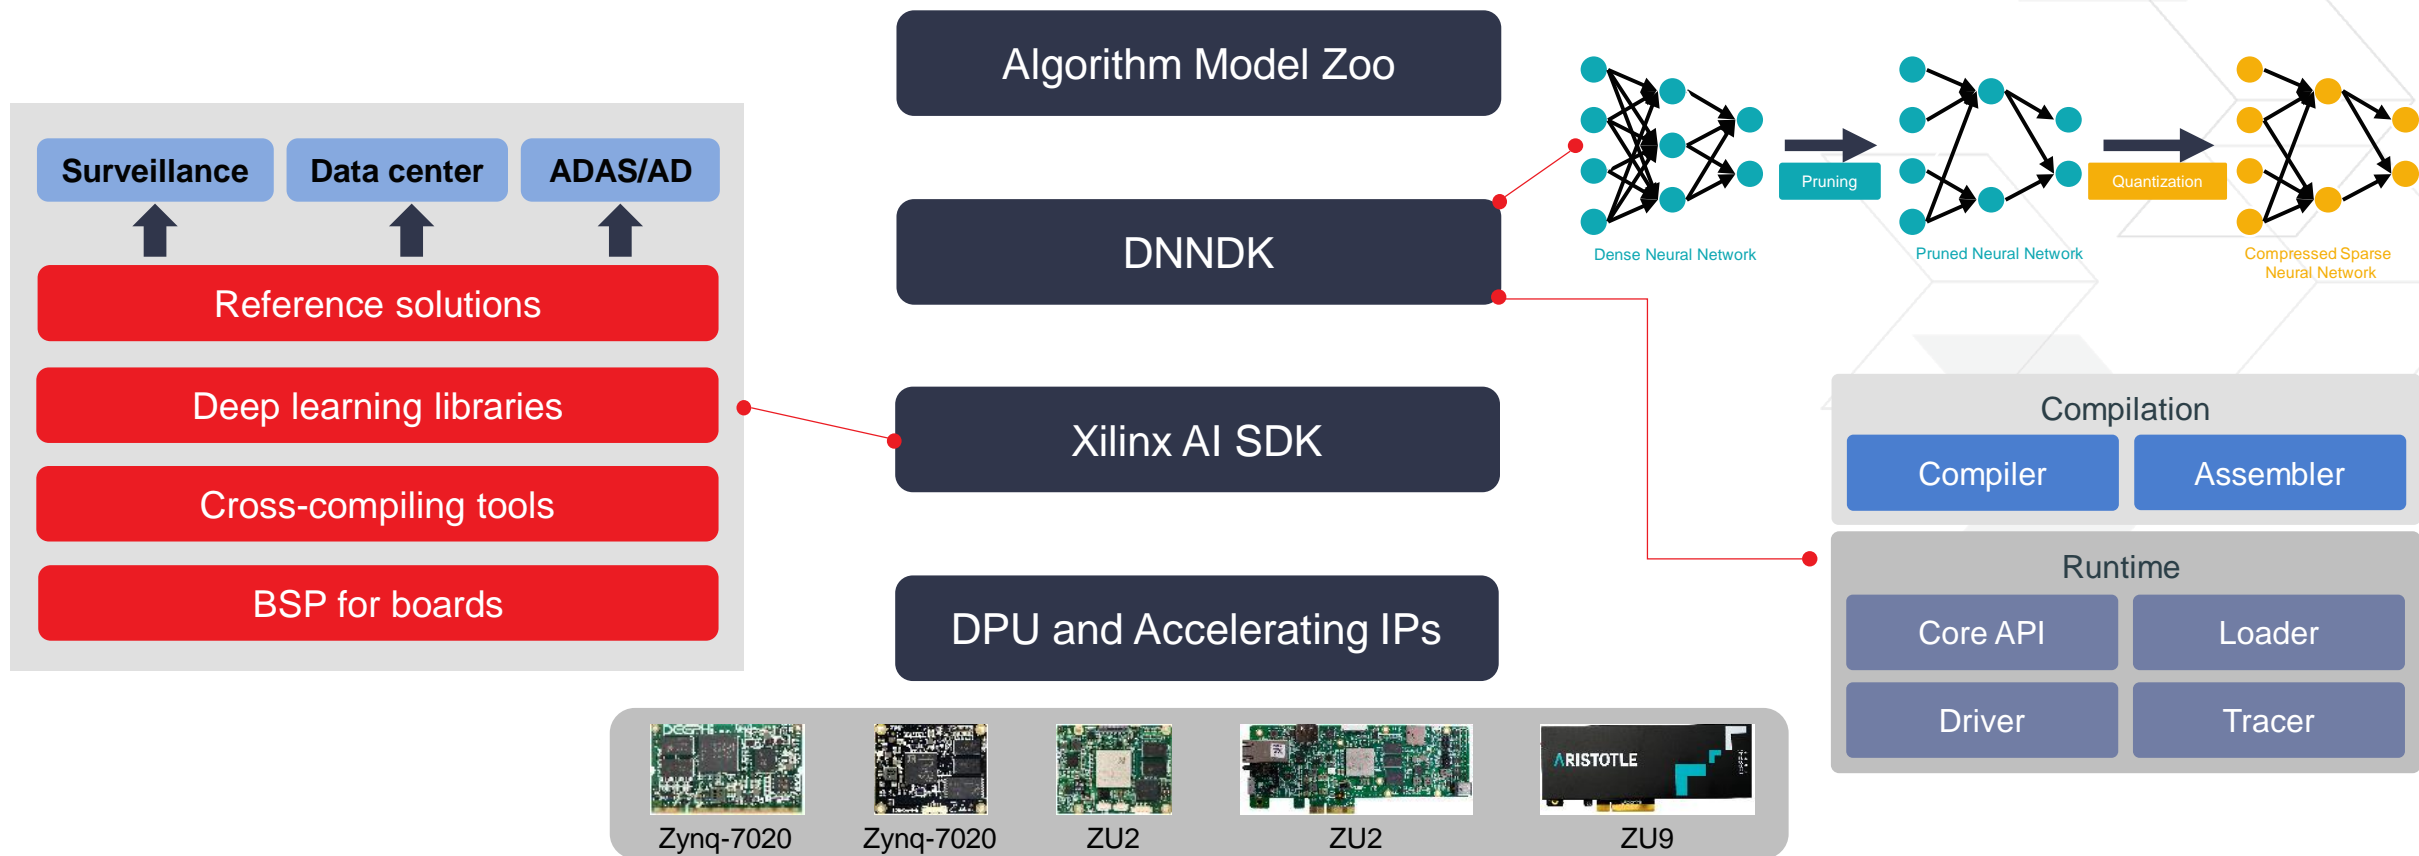 Algorithm Model Zoo
Surveillance
Data center
ADAS/AD
Reference solutions
Deep learning libraries
Cross-compiling tools
BSP for boards
DNNDK
Xilinx AI SDK
DPU and Accelerating IPs
Pruning
Quantization
Dense Neural Network
Pruned Neural Network
Compressed Sparse
Neural Network
Compilation
Compiler
Assembler
Runtime
Core API
Loader
Driver
Tracer
ARISTOTLE
Zynq-7020
Zynq-7020
ZU2
ZU2
ZU9